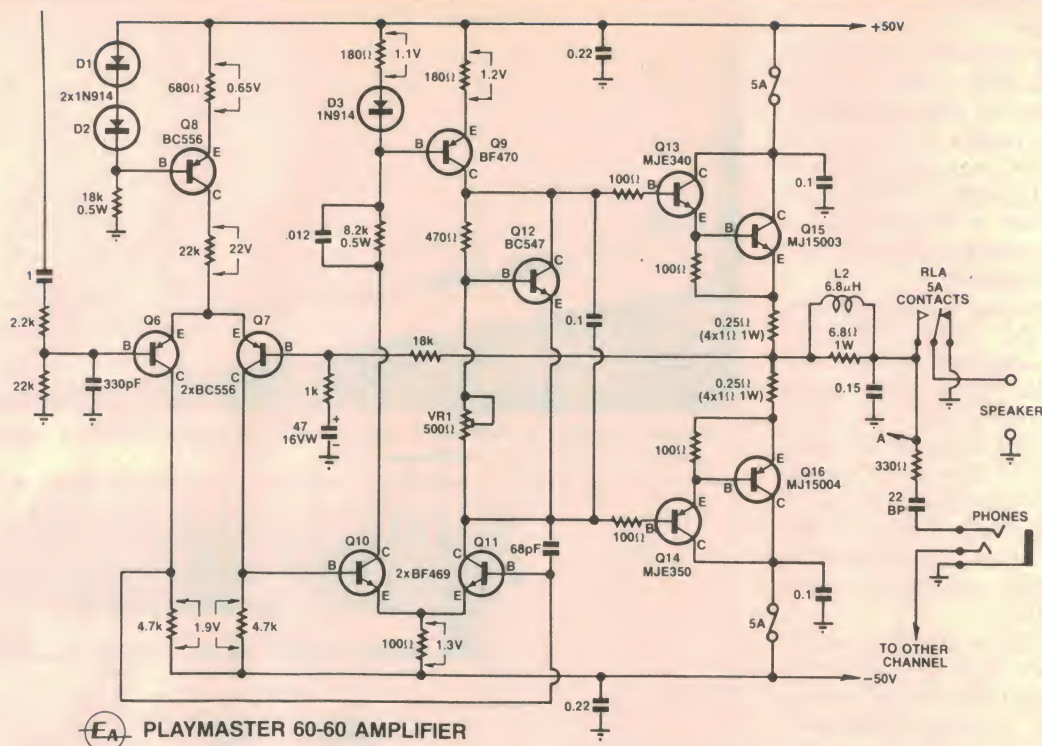 +50V
D1
2x1N914
D2
680Ω
0.65V
Q8
BC556
B
E
C
18k
0.5W
22k
22V
180Ω
1.1V
D3
1N914
180Ω
1.2V
B
E
C
Q9
BF470
.012
8.2k
0.5W
470Ω
Q12
BC547
B
C
E
0.22
5A
100Ω
Q13
MJE340
B
C
E
0.1
B
C
E
Q15
MJ15003
100Ω
0.1
1
2.2k
22k
330pF
Q6
Q7
B
E
C
E
C
B
2xBC556
18k
1k
47
16VW
+
-
VR1
500Ω
0.25Ω
(4x1Ω 1W)
0.25Ω
(4x1Ω 1W)
L2
6.8µH
6.8Ω
1W
0.15
RLA
5A
CONTACTS
SPEAKER
A
330Ω
22
BP
PHONES
TO OTHER
CHANNEL
100Ω
B
E
C
Q16
MJ15004
100Ω
B
E
C
Q14
MJE350
0.1
5A
68pF
Q10
Q11
B
C
E
C
E
B
2xBF469
4.7k
1.9V
4.7k
100Ω
1.3V
0.22
-50V
EA PLAYMASTER 60-60 AMPLIFIER